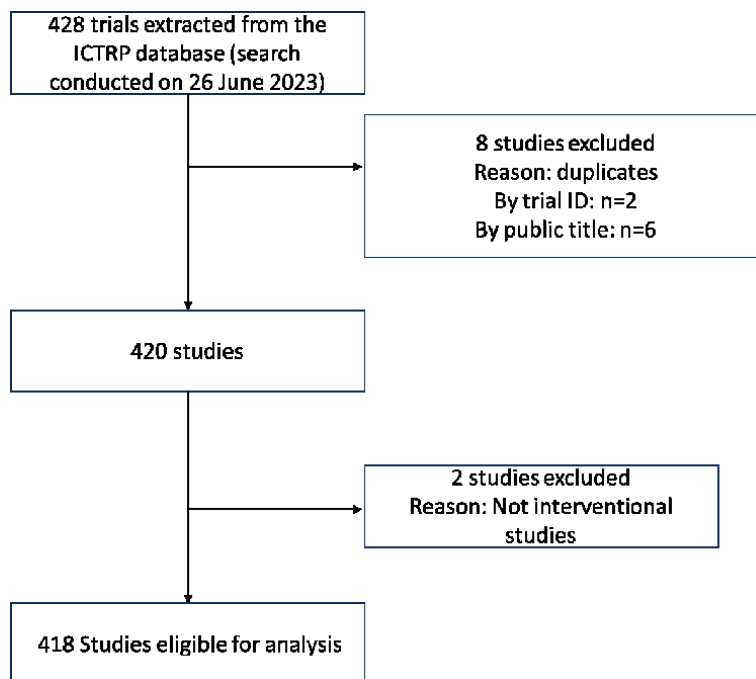 428 trials extracted from the
ICTRP database (search
conducted on 26 June 2023)
8 studies excluded
Reason: duplicates
By trial ID: n=2
By public title: n=6
420 studies
2 studies excluded
Reason: Not interventional
studies
418 Studies eligible for analysis